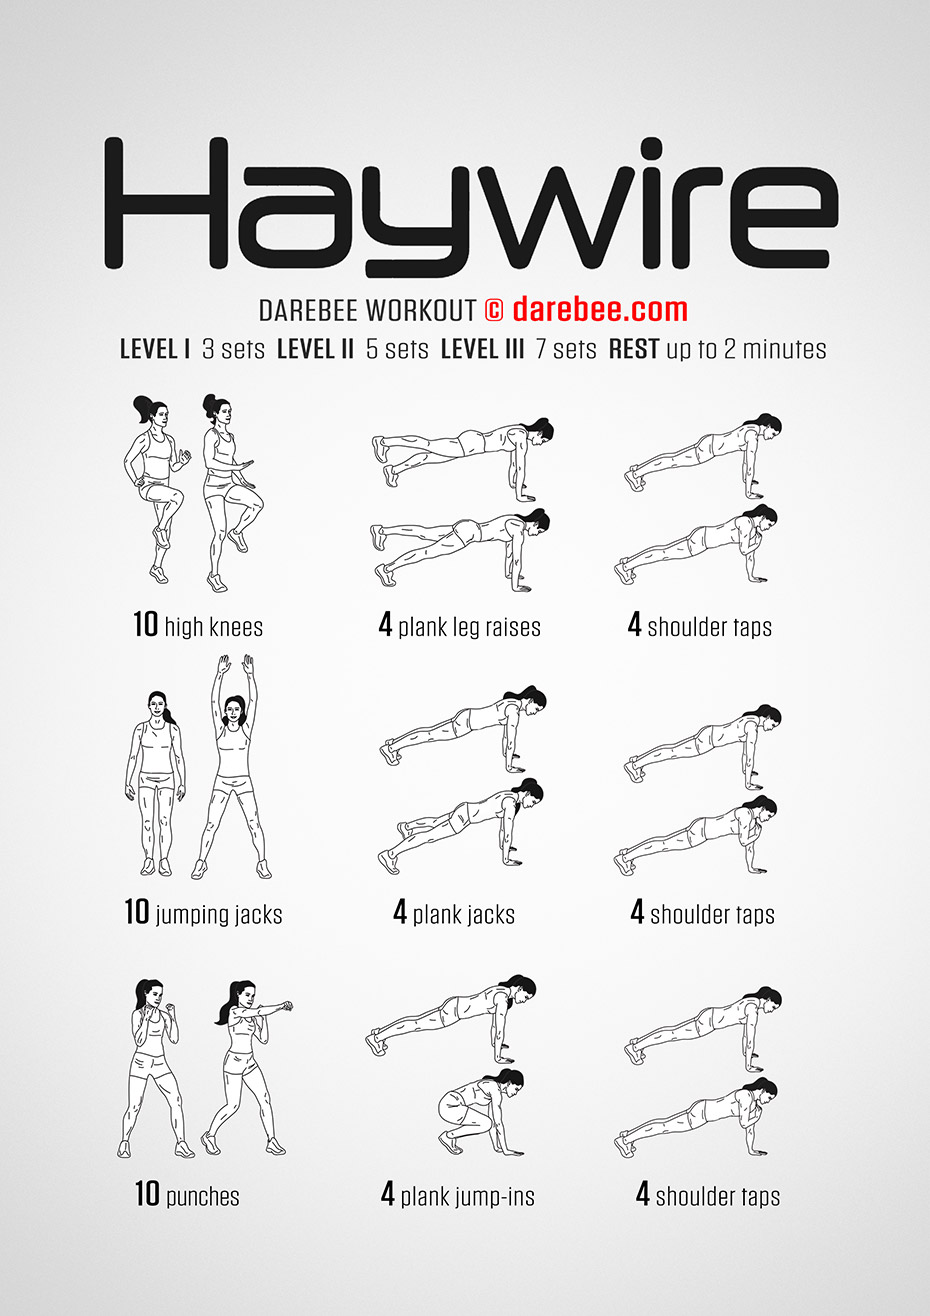 Haywire
DAREBEE WORKOUT © darebee.com
LEVEL I 3 sets LEVEL II 5 sets LEVEL III 7 sets REST up to 2 minutes
10 high knees
4 plank leg raises
4 shoulder taps
10 jumping jacks
4 plank jacks
4 shoulder taps
10 punches
4 plank jump-ins
4 shoulder taps